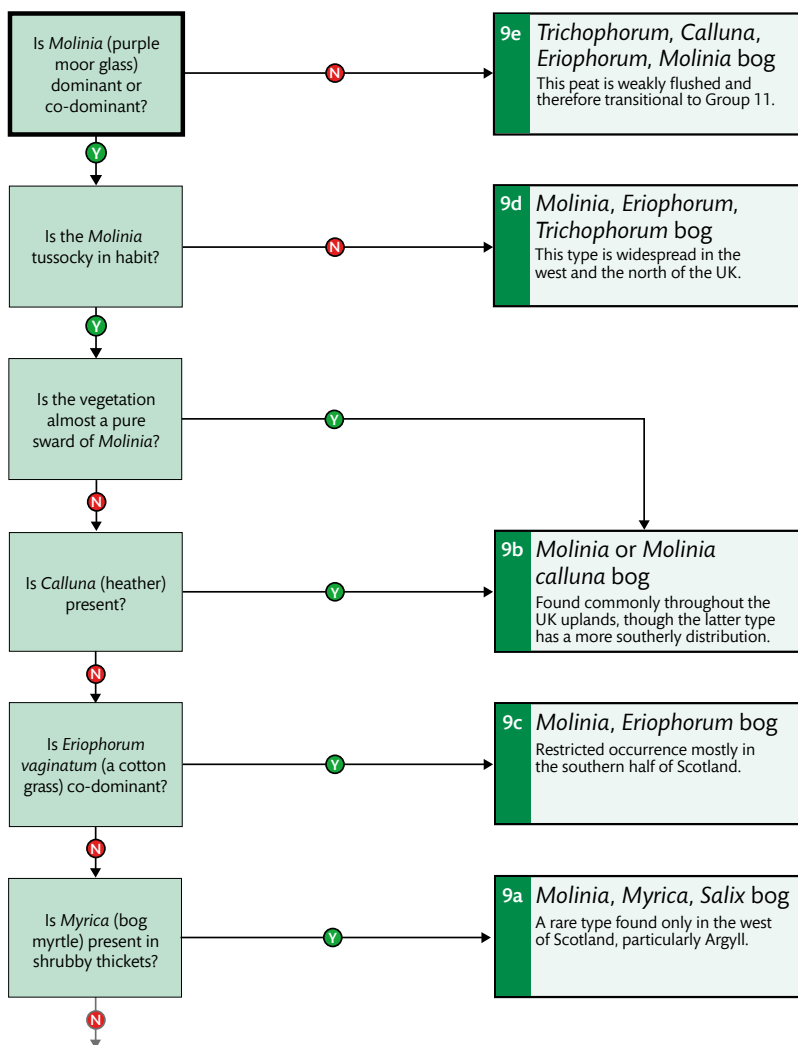 Is Molinia (purple
moor glass)
dominant or
co-dominant?
N
9e
Trichophorum, Calluna,
Eriophorum, Molinia bog
This peat is weakly flushed and
therefore transitional to Group 11.
Y
Is the Molinia
tussocky in habit?
N
9d
Molinia, Eriophorum,
Trichophorum bog
This type is widespread in the
west and the north of the UK.
Y
Is the vegetation
almost a pure
sward of Molinia?
Y
N
Is Calluna (heather)
present?
Y
9b
Molinia or Molinia
calluna bog
Found commonly throughout the
UK uplands, though the latter type
has a more southerly distribution.
N
Is Eriophorum
vaginatum (a cotton
grass) co-dominant?
Y
9c
Molinia, Eriophorum bog
Restricted occurrence mostly in
the southern half of Scotland.
N
Is Myrica (bog
myrtle) present in
shrubby thickets?
Y
9a
Molinia, Myrica, Salix bog
A rare type found only in the west
of Scotland, particularly Argyll.
N